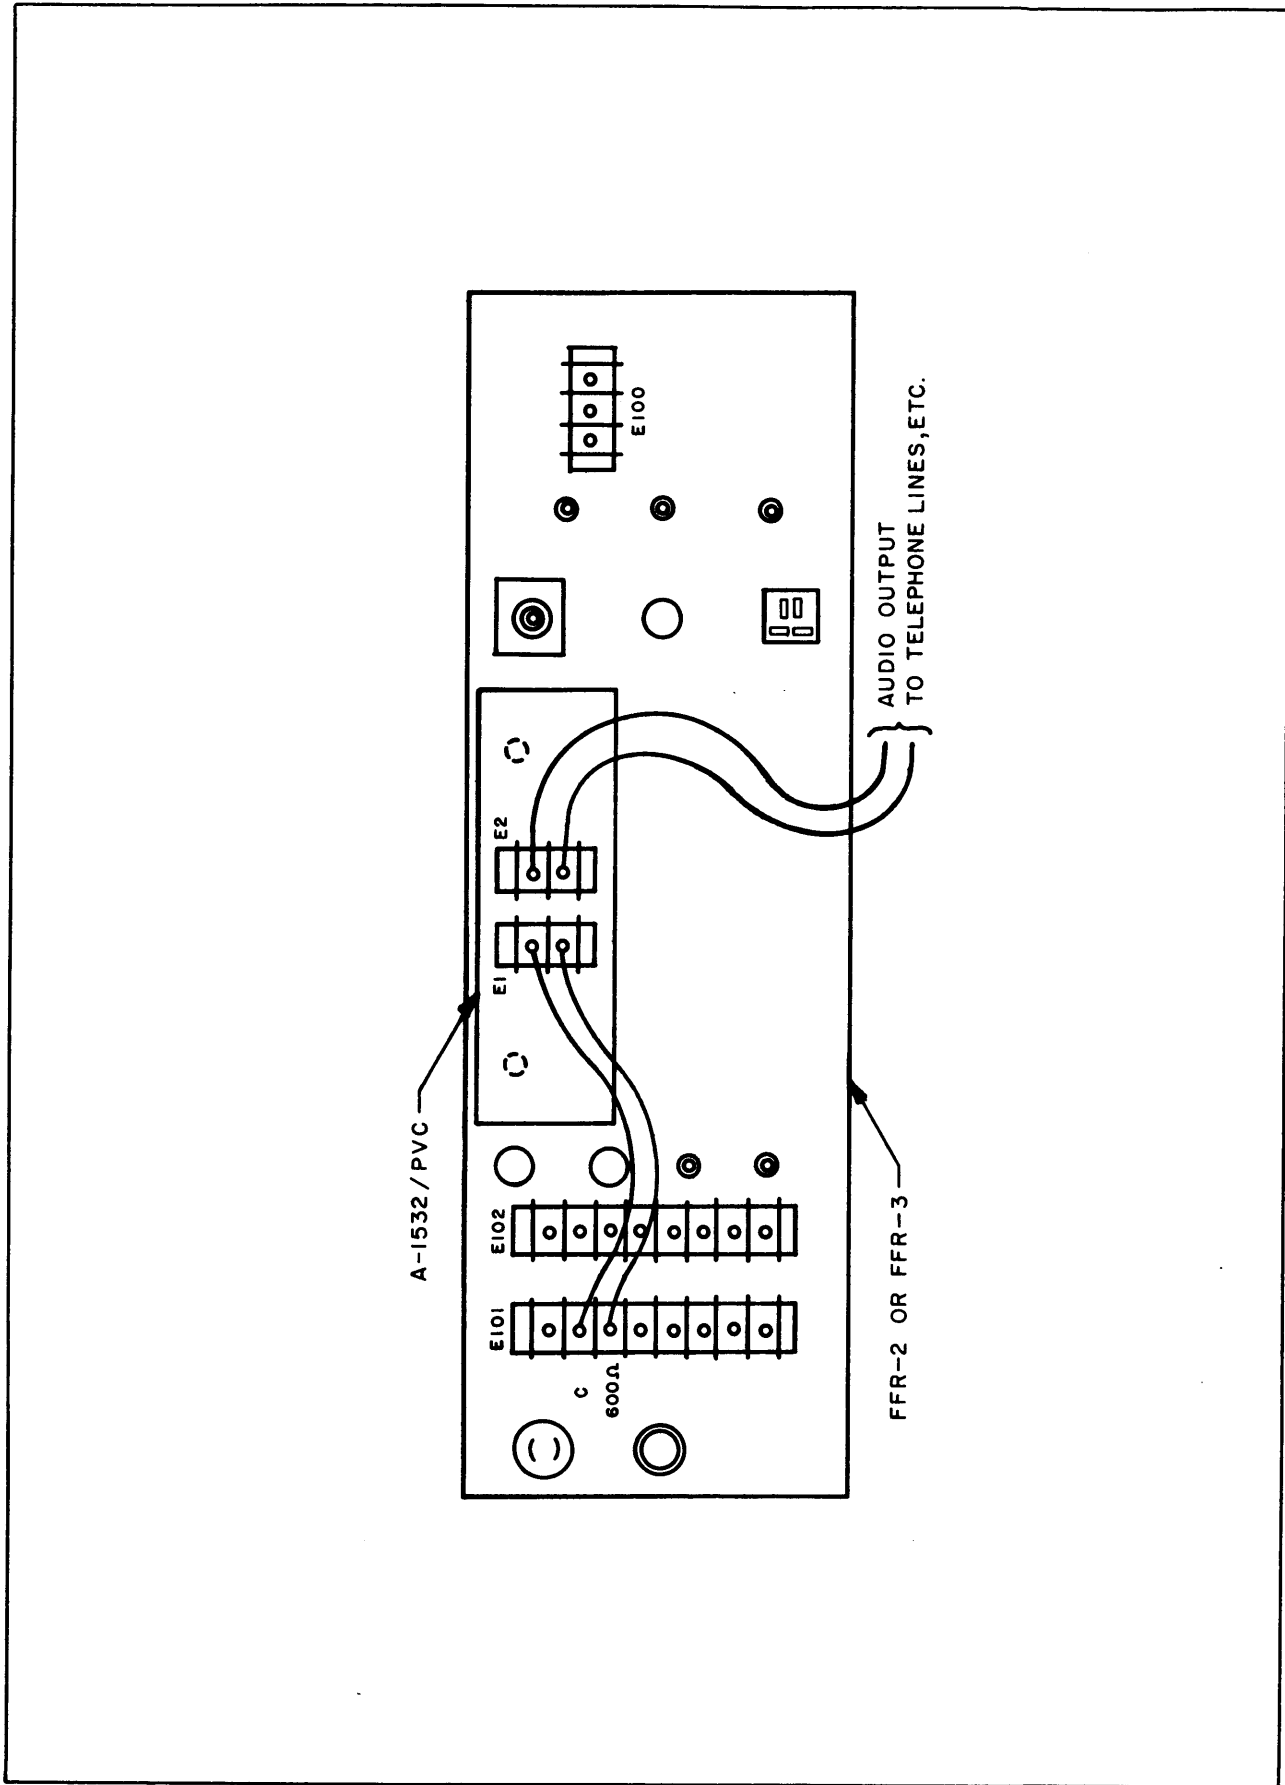 A-1532/PVC
E101
E102
E1
E2
C
600Ω
E100
AUDIO OUTPUT
TO TELEPHONE LINES, ETC.
FFR-2 OR FFR-3